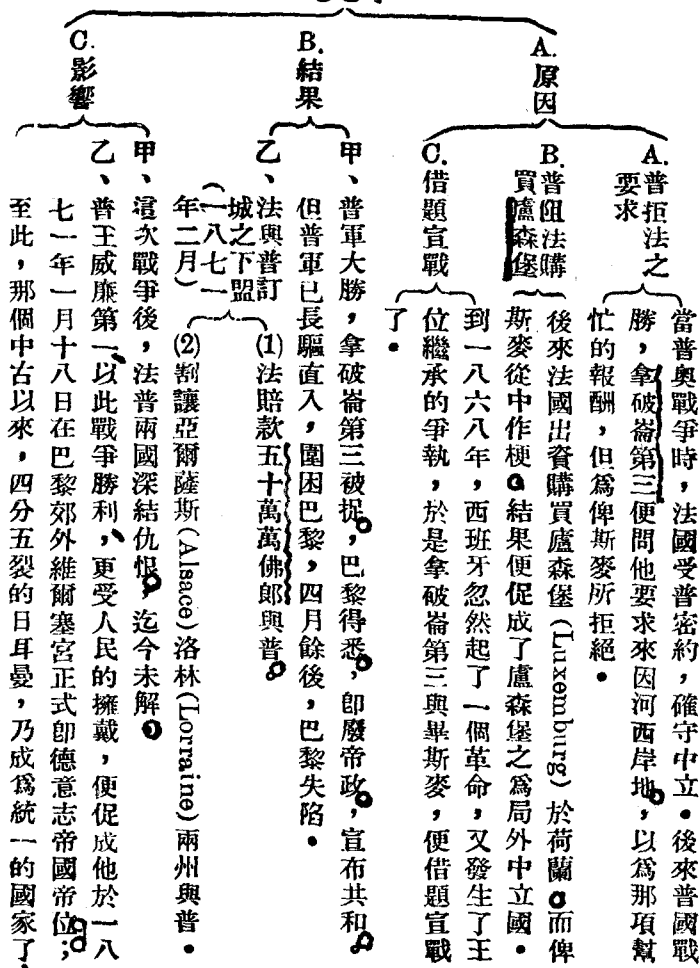 A.原因
A.普拒法之
要求
當普奧戰爭時，法國受普密約，確守中立。後來普國戰
勝，拿破崙第三便問他要求來因河西岸地，以爲那項幫
忙的報酬，但爲俾斯麥所拒絕。
B.普阻法購
買盧森堡
後來法國出資購買盧森堡(Luxemburg)於荷蘭。而俾
斯麥從中作梗。結果便促成了盧森堡之爲局外中立國。
C.借題宣戰
到一八六八年，西班牙忽然起了一個革命，又發生了王
位繼承的爭執，於是拿破崙第三與畢斯麥，便借題宣戰
了。
B.結果
甲、普軍大勝，拿破崙第三被捉，巴黎得悉，卽廢帝政，宣布共和。
但普軍已長驅直入，圍困巴黎，四月餘後，巴黎失陷。
乙、法與普訂
城之下盟
(一八七一
年二月)
(1)法賠款五十萬萬佛郎與普。
(2)割讓亞爾薩斯(Alsace)洛林(Lorraine)兩州與普。
C.影響
甲、這次戰爭後，法普兩國深結仇恨，迄今未解。
乙、普王威廉第一、以此戰爭勝利、更受人民的擁戴，便促成他於一八
七一年一月十八日在巴黎郊外維爾塞宮正式卽德意志帝國帝位；
至此，那個中古以來，四分五裂的日耳曼，乃成爲統一的國家了，